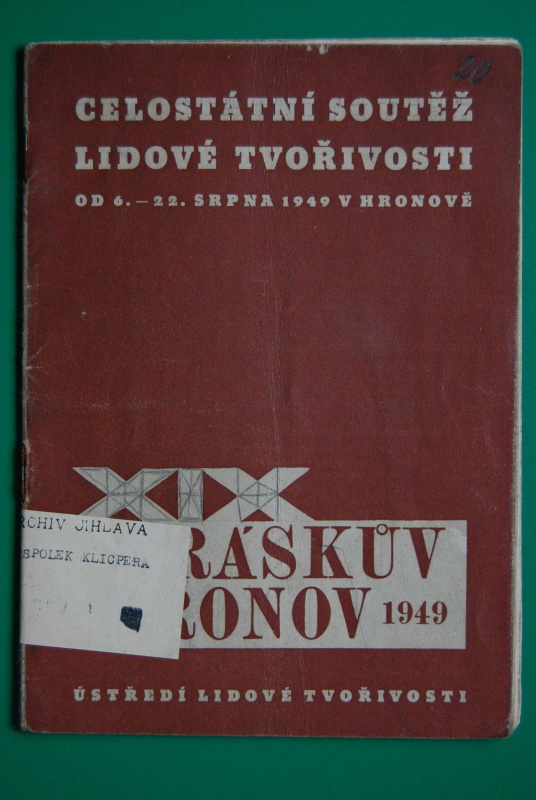 20
CELOSTÁTNÍ SOUTĚŽ
LIDOVÉ TVOŘIVOSTI
OD 6. – 22. SRPNA 1949 V HRONOVĚ
XIX
RÁSKŮV
RONOV 1949
RCHIV JIHLAVA
SPOLEK KLICPERA
ÚSTŘEDÍ LIDOVÉ TVOŘIVOSTI